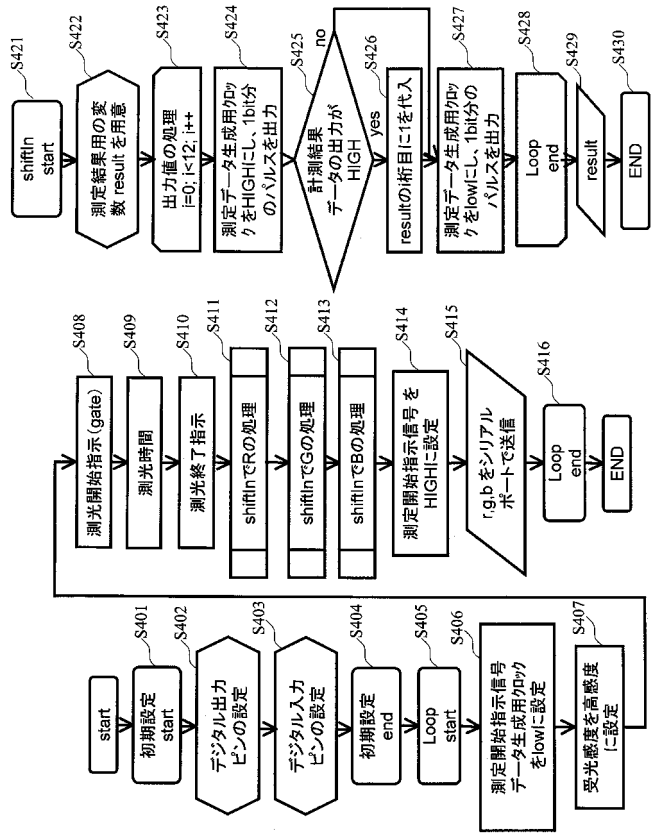 start
S401
初期設定
start
S402
デジタル出力
ピンの設定
S403
デジタル入力
ピンの設定
S404
初期設定
end
S405
Loop
start
S406
測定開始指示信号
データ生成用クロック
をlowに設定
S407
受光感度を高感度
に設定
S408
測光開始指示(gate)
S409
測光時間
S410
測光終了指示
S411
shiftInでRの処理
S412
shiftInでGの処理
S413
shiftInでBの処理
S414
測定開始指示信号を
HIGHに設定
S415
r,g,bをシリアル
ポートで送信
S416
Loop
end
END
S421
shiftIn
start
S422
測定結果用の変
数 result を用意
S423
出力値の処理
i=0; i<12; i++
S424
測定データ生成用クロッ
クをHIGHにし、1bit分
のパルスを出力
S425
計測結果
データの出力が
HIGH
no
yes
S426
resultのi桁目に1を代入
S427
測定データ生成用クロッ
クをlowにし、1bit分の
パルスを出力
S428
Loop
end
S429
result
S430
END